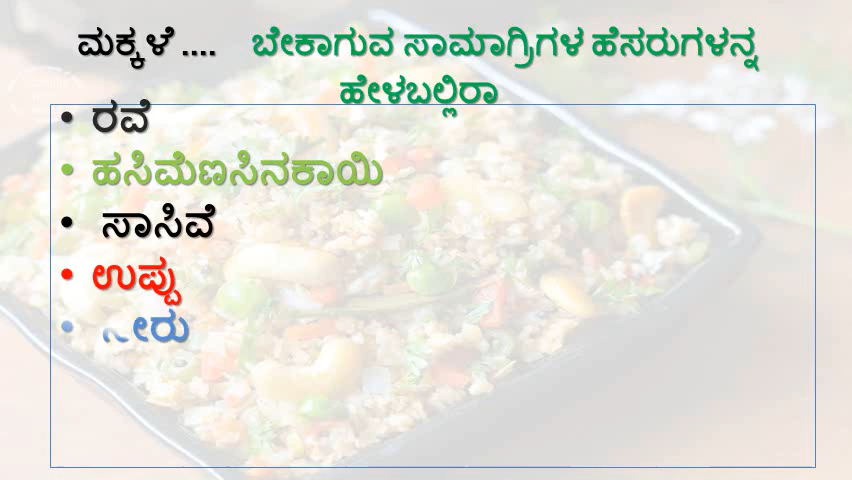 ಮಕ್ಕಳೆ .... ಬೇಕಾಗುವ ಸಾಮಾಗ್ರಿಗಳ ಹೆಸರುಗಳನ್ನ
ಹೇಳಬಲ್ಲಿರಾ
• ರವೆ
• ಹಸಿಮೆಣಸಿನಕಾಯಿ
• ಸಾಸಿವೆ
• ಉಪ್ಪು
• ನೀರು